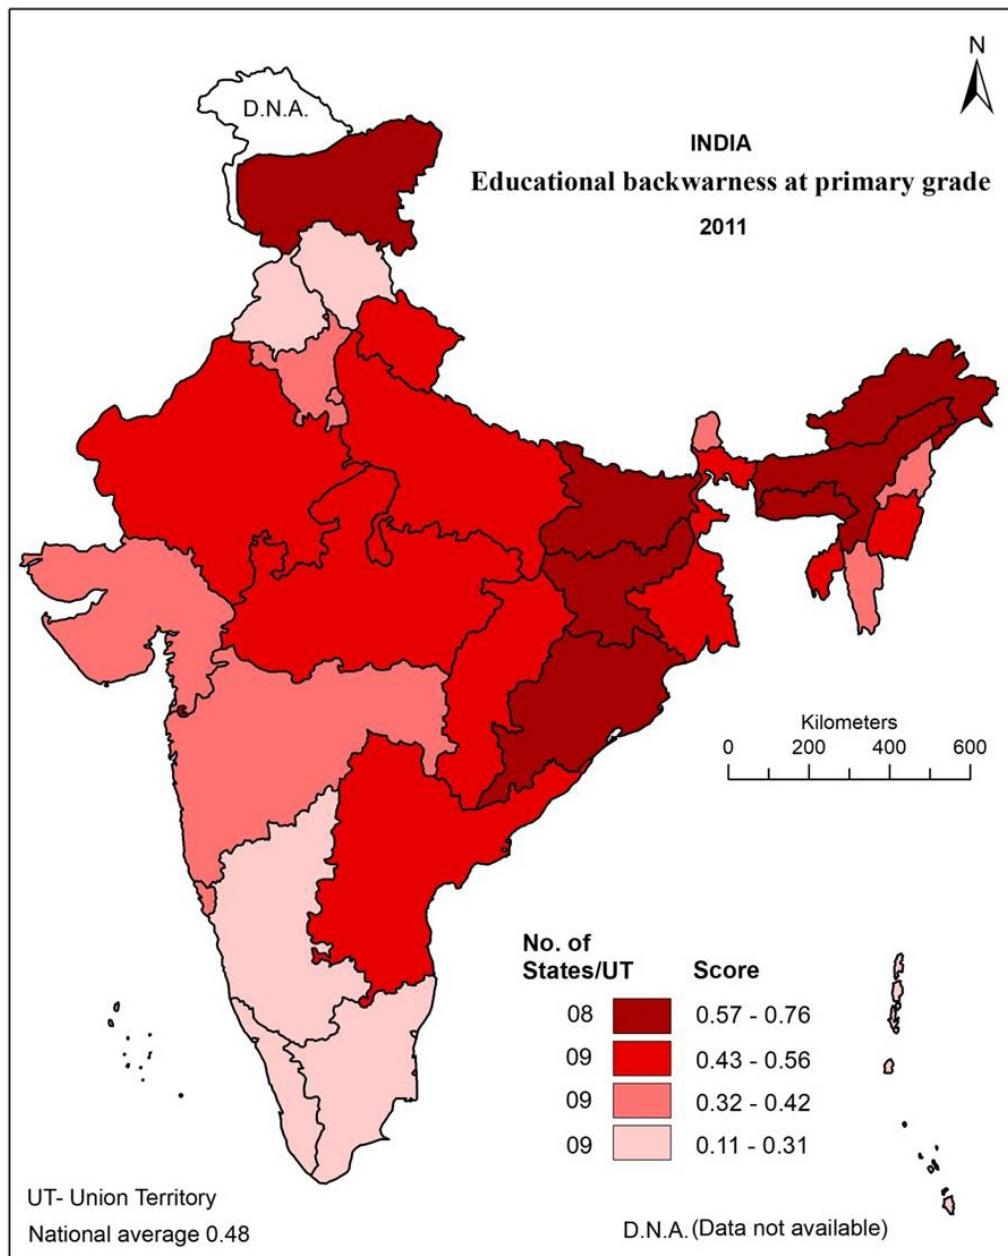 D.N.A.
N
INDIA
Educational backwarness at primary grade
2011
Kilometers
0 200 400 600
No. of
States/UT Score
08 0.57 - 0.76
09 0.43 - 0.56
09 0.32 - 0.42
09 0.11 - 0.31
UT- Union Territory
National average 0.48
D.N.A. (Data not available)